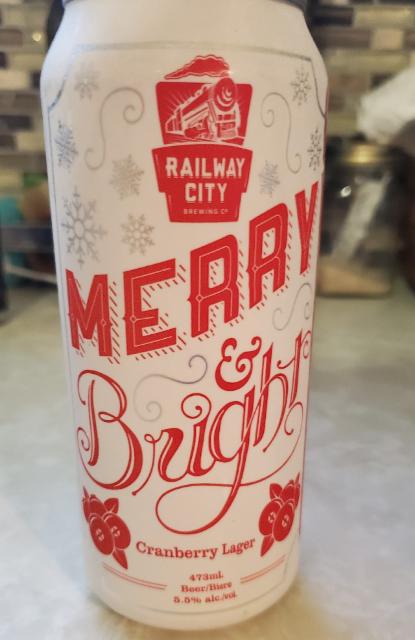 RAILWAY
CITY
BREWING Co
MERRY
&
Bright
Cranberry Lager
473mL
Beer/Bière
5.5% alc./vol.